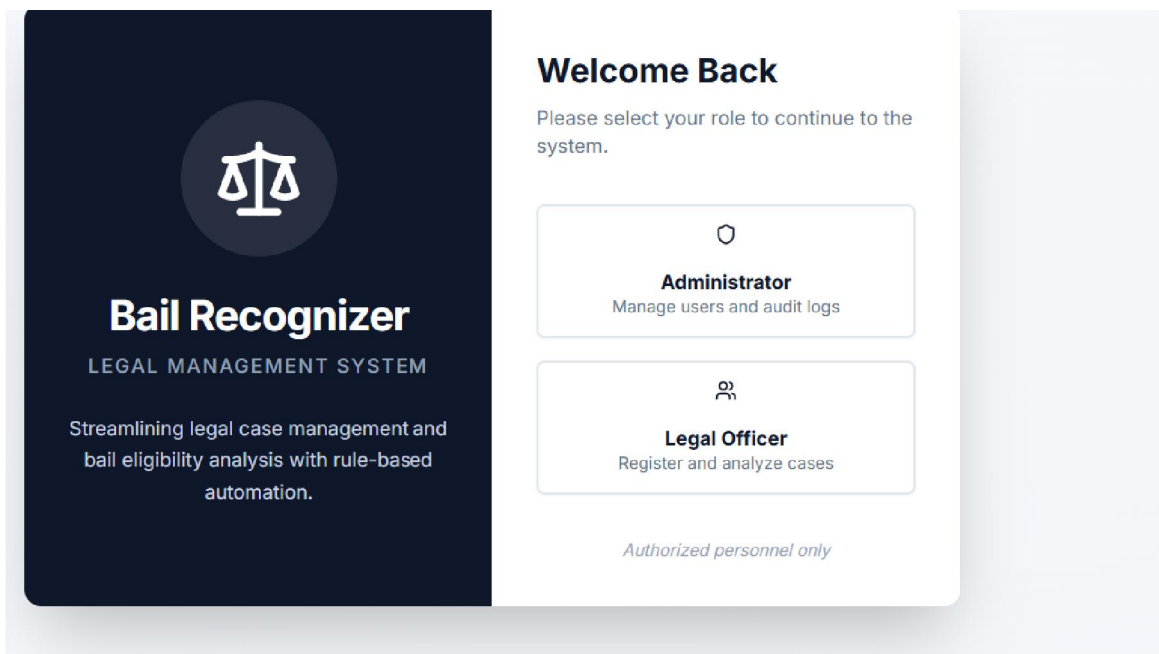 Bail Recognizer
LEGAL MANAGEMENT SYSTEM
Streamlining legal case management and
bail eligibility analysis with rule-based
automation.
Welcome Back
Please select your role to continue to the
system.
Administrator
Manage users and audit logs
Legal Officer
Register and analyze cases
Authorized personnel only